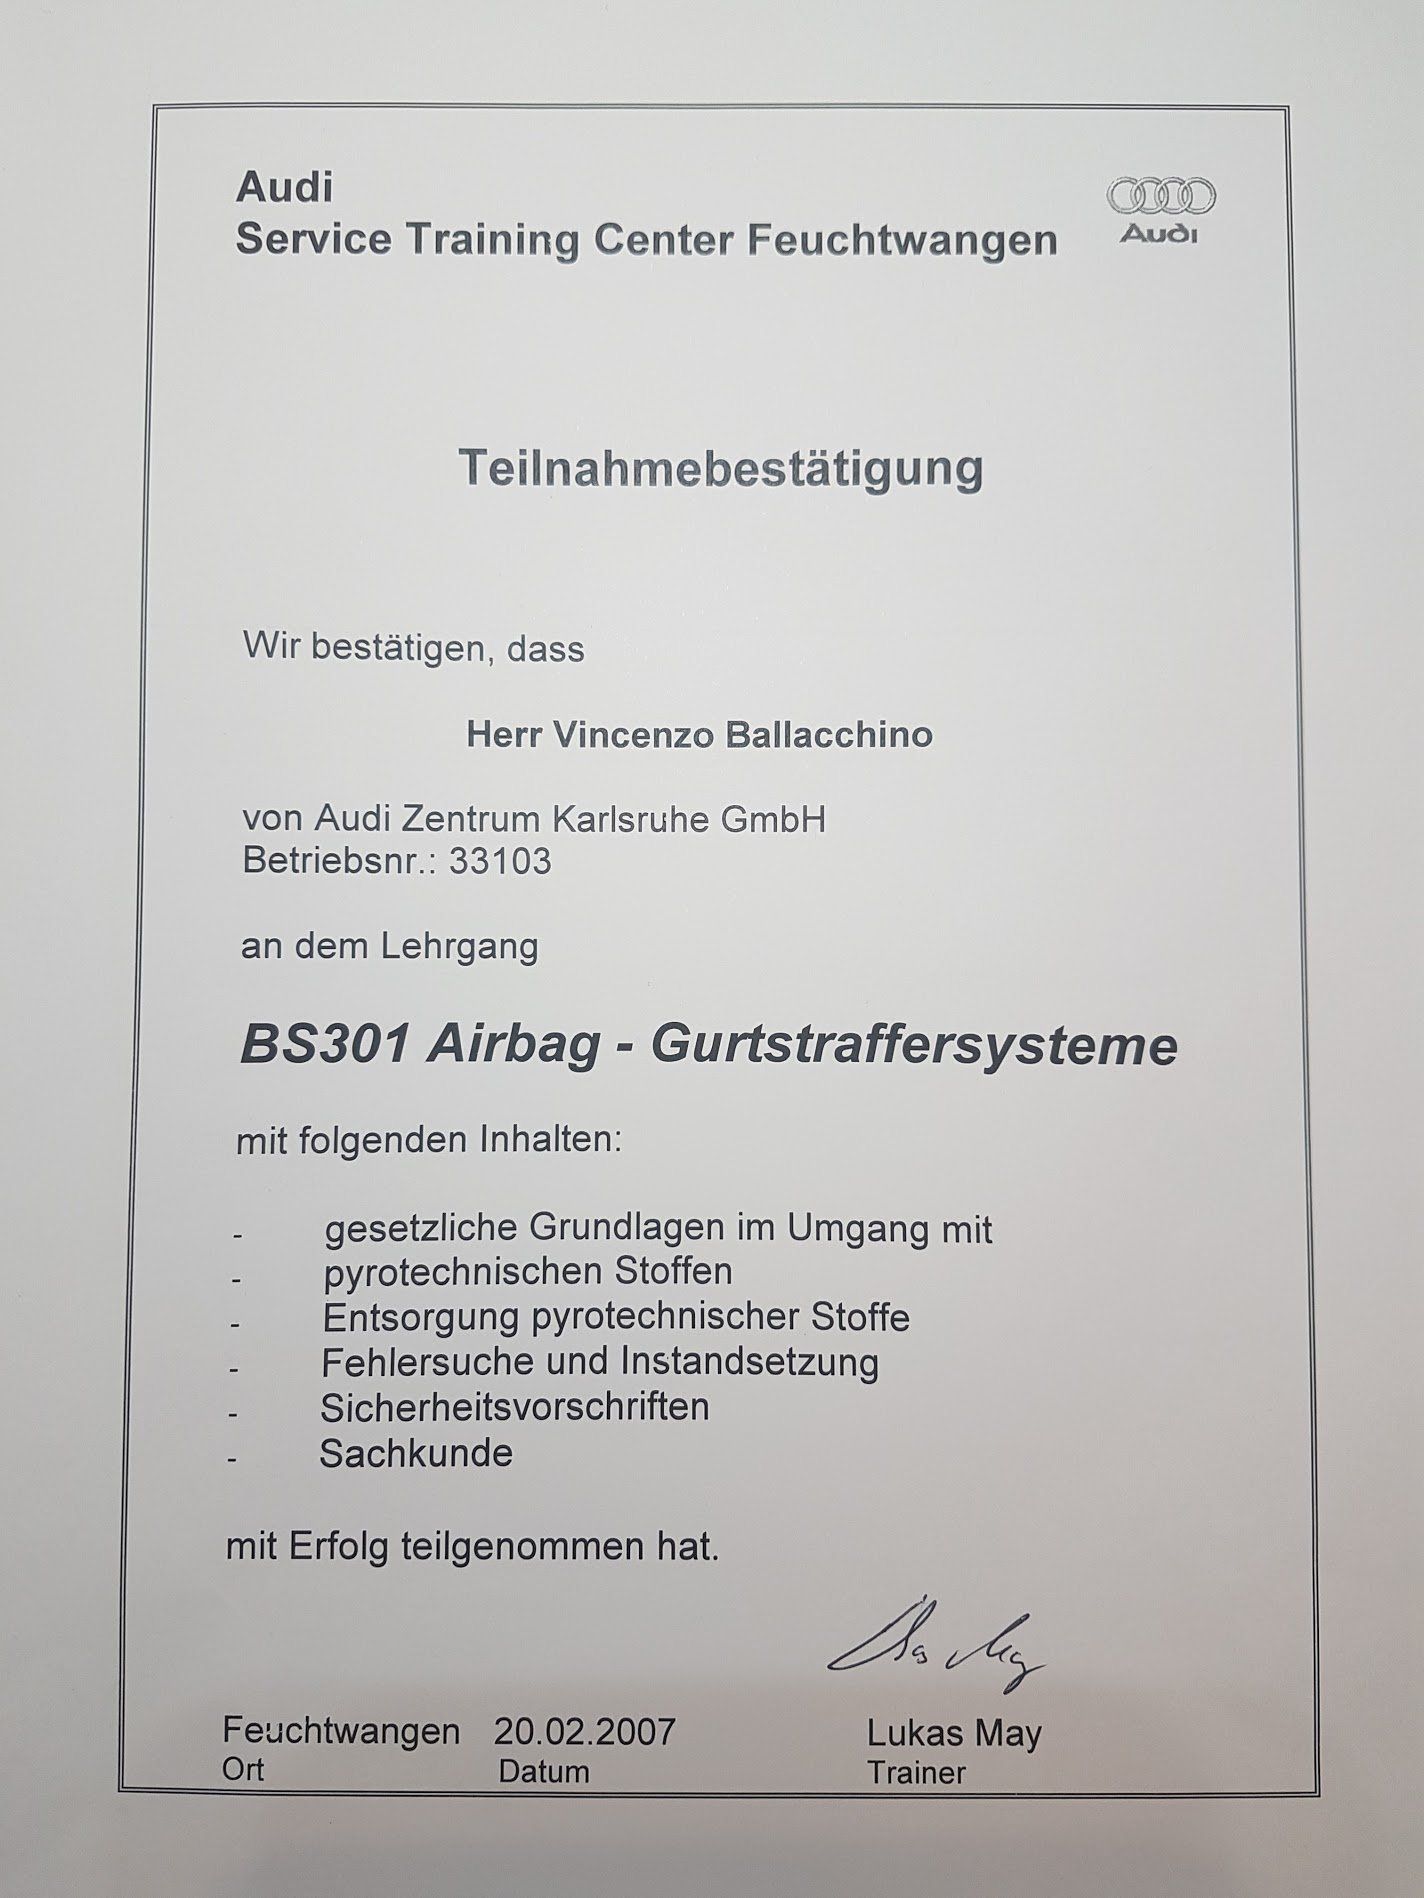 Audi
Service Training Center Feuchtwangen
Audi
Teilnahmebestätigung
Wir bestätigen, dass
Herr Vincenzo Ballacchino
von Audi Zentrum Karlsruhe GmbH
Betriebsnr.: 33103
an dem Lehrgang
BS301 Airbag - Gurtstraffersysteme
mit folgenden Inhalten:
- gesetzliche Grundlagen im Umgang mit
- pyrotechnischen Stoffen
- Entsorgung pyrotechnischer Stoffe
- Fehlersuche und Instandsetzung
- Sicherheitsvorschriften
- Sachkunde
mit Erfolg teilgenommen hat.
Feuchtwangen 20.02.2007 Lukas May
Ort Datum Trainer